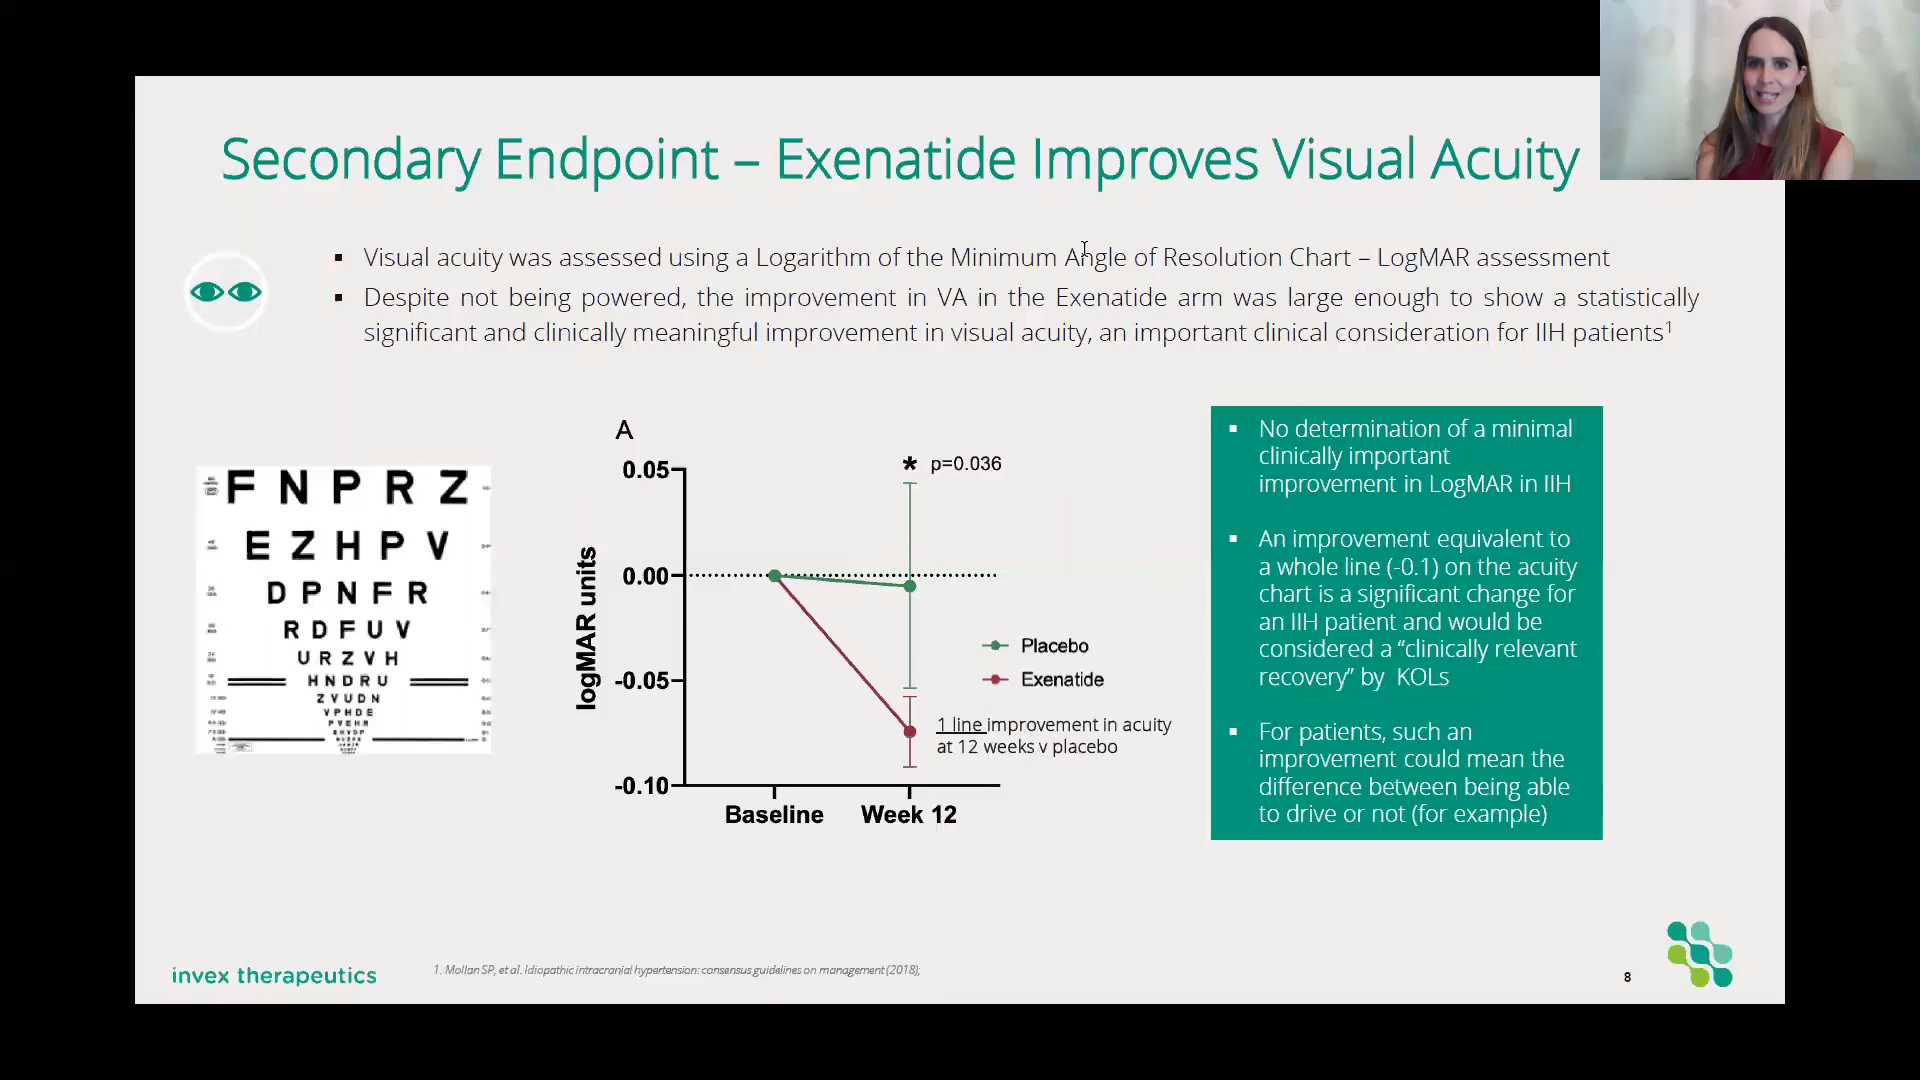 Secondary Endpoint – Exenatide Improves Visual Acuity
▪ Visual acuity was assessed using a Logarithm of the Minimum Angle of Resolution Chart – LogMAR assessment
▪ Despite not being powered, the improvement in VA in the Exenatide arm was large enough to show a statistically
significant and clinically meaningful improvement in visual acuity, an important clinical consideration for IIH patients¹
F N P R Z
E Z H P V
D P N F R
R D F U V
U R Z V H
H N D R U
Z V U D N
V P H D E
A
0.05
* p=0.036
0.00
-0.05
-0.10
logMAR units
Placebo
Exenatide
1 line improvement in acuity
at 12 weeks v placebo
Baseline Week 12
▪ No determination of a minimal
clinically important
improvement in LogMAR in IIH
▪ An improvement equivalent to
a whole line (-0.1) on the acuity
chart is a significant change for
an IIH patient and would be
considered a “clinically relevant
recovery” by KOLs
▪ For patients, such an
improvement could mean the
difference between being able
to drive or not (for example)
invex therapeutics
1. Mollan SP, et al. Idiopathic intracranial hypertension: consensus guidelines on management (2018);
8